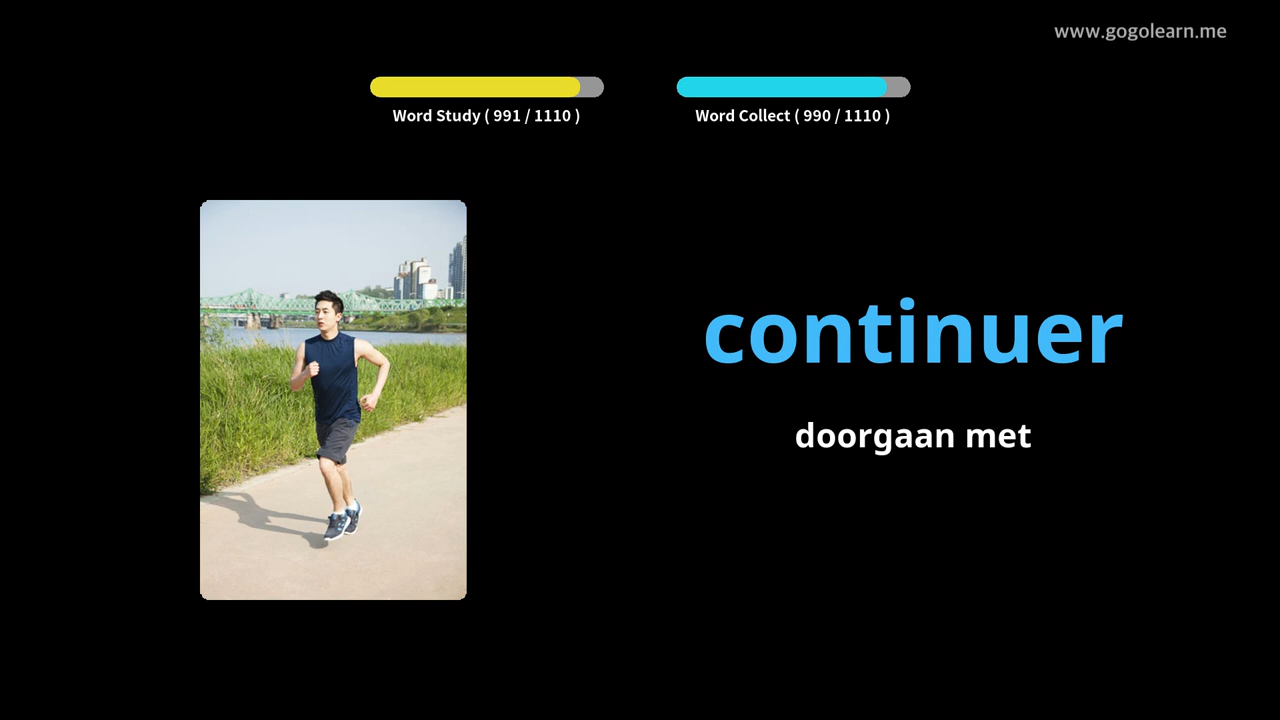 www.gogolearn.me
Word Study ( 991 / 1110 )
Word Collect ( 990 / 1110 )
continuer
doorgaan met